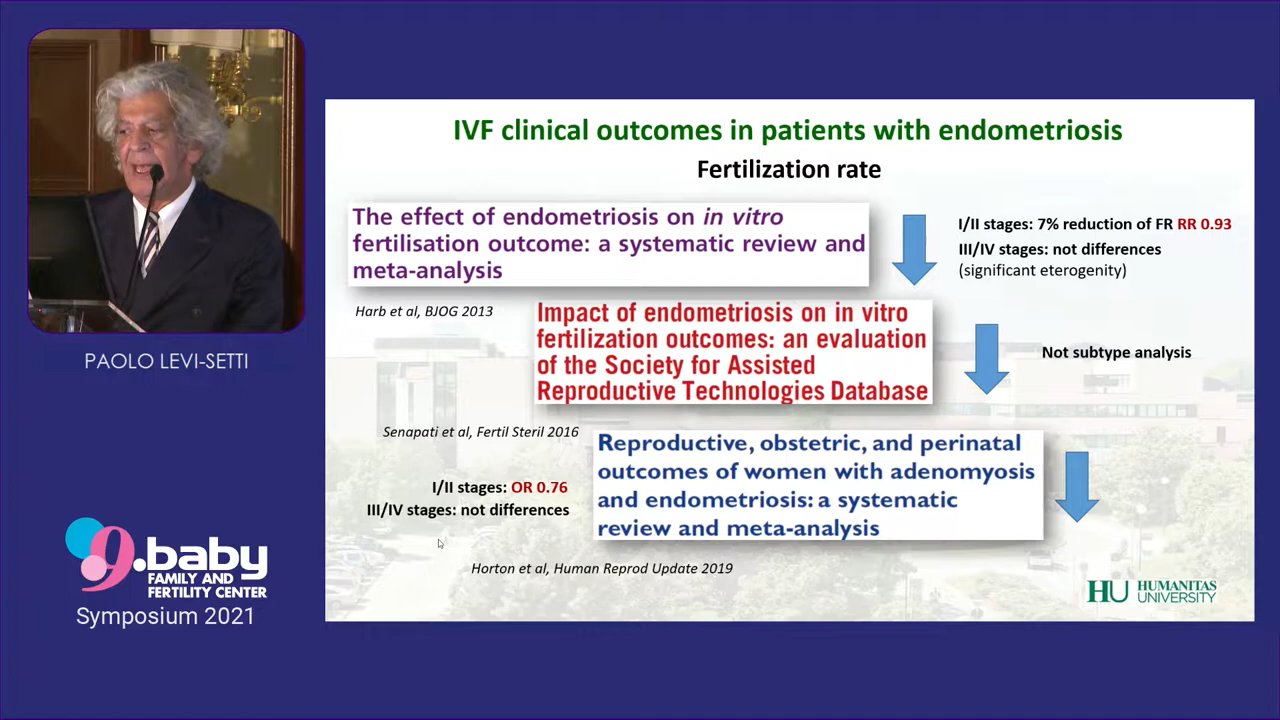 IVF clinical outcomes in patients with endometriosis
Fertilization rate
The effect of endometriosis on in vitro
fertilisation outcome: a systematic review and
meta-analysis
I/II stages: 7% reduction of FR RR 0.93
III/IV stages: not differences
(significant eterogenity)
Harb et al, BJOG 2013
Impact of endometriosis on in vitro
fertilization outcomes: an evaluation
of the Society for Assisted
Reproductive Technologies Database
Not subtype analysis
Senapati et al, Fertil Steril 2016
Reproductive, obstetric, and perinatal
outcomes of women with adenomyosis
and endometriosis: a systematic
review and meta-analysis
I/II stages: OR 0.76
III/IV stages: not differences
Horton et al, Human Reprod Update 2019
HU HUMANITAS
UNIVERSITY
PAOLO LEVI-SETTI
9.baby
FAMILY AND
FERTILITY CENTER
Symposium 2021